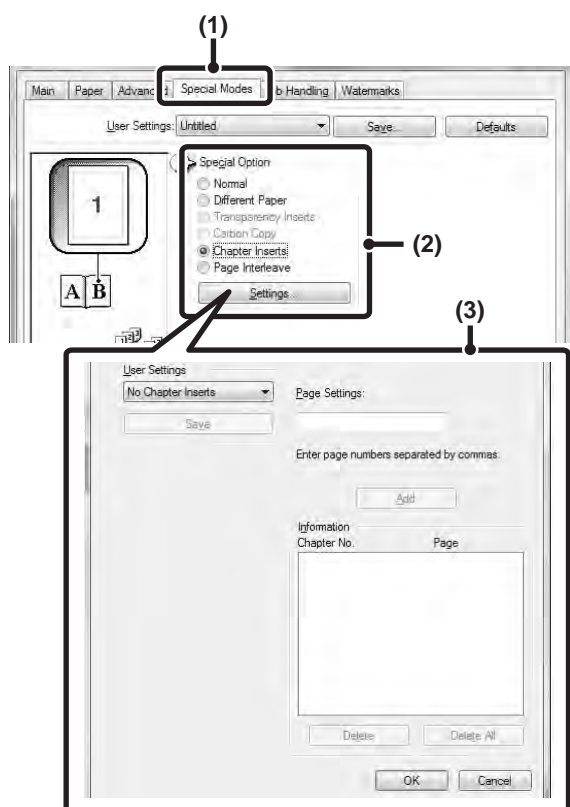 (1)
Main Paper Advanced Special Modes b Handling Watermarks
User Settings: Untitled Save... Defaults
Special Option
Normal
Different Paper
Transparency Inserts
Carbon Copy
Chapter Inserts
Page Interleave
Settings...
(2)
1
A B
(3)
User Settings
No Chapter Inserts
Save
Page Settings:
Enter page numbers separated by commas.
Add
Information
Chapter No. Page
Delete Delete All
OK Cancel